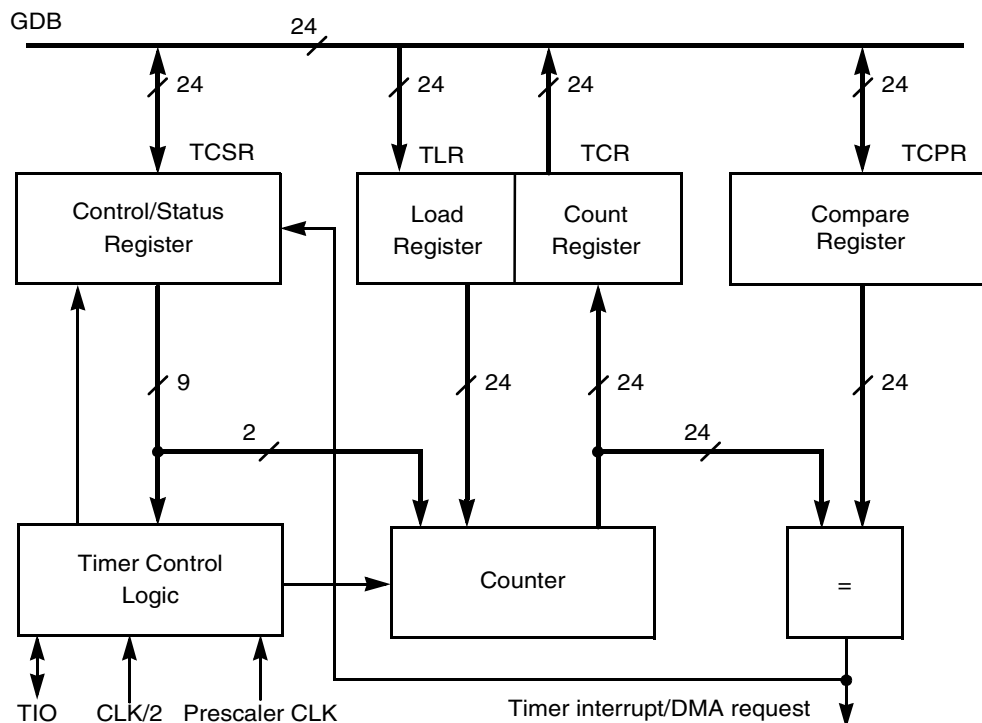 GDB
24
24
24
24
24
TCSR
TLR
TCR
TCPR
Control/Status
Register
Load
Register
Count
Register
Compare
Register
9
24
24
24
2
24
Timer Control
Logic
Counter
=
TIO
CLK/2
Prescaler CLK
Timer interrupt/DMA request